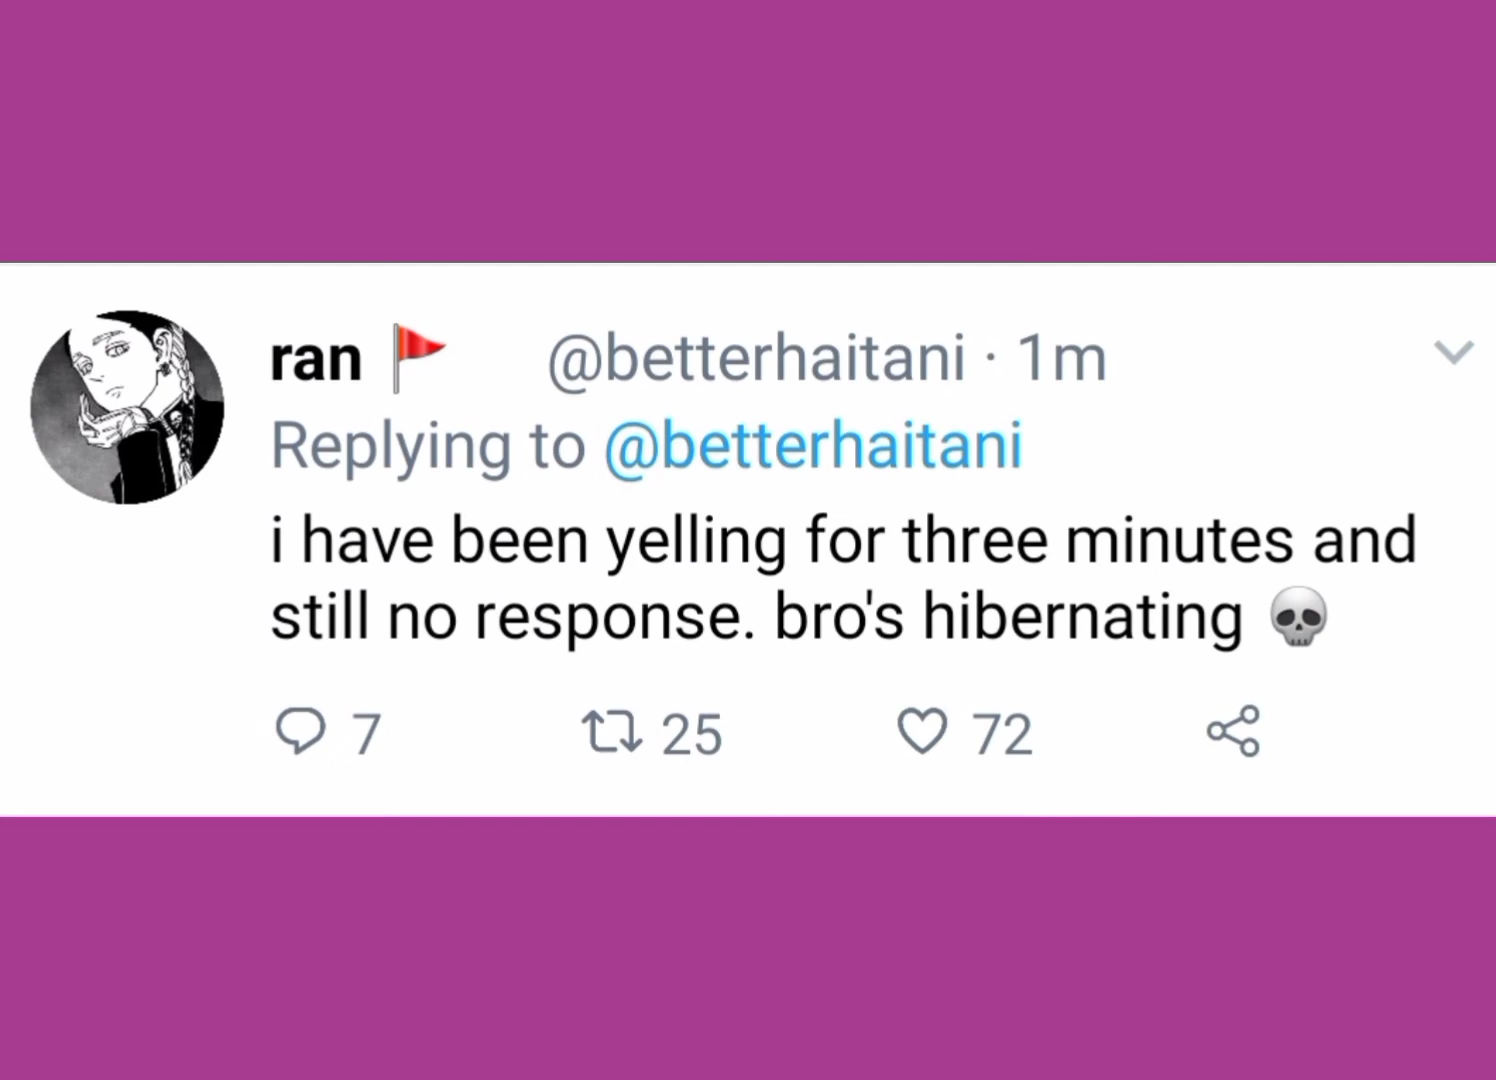 ran 🚩 @betterhaitani · 1m
Replying to @betterhaitani
i have been yelling for three minutes and
still no response. bro's hibernating 💀
7 25 72